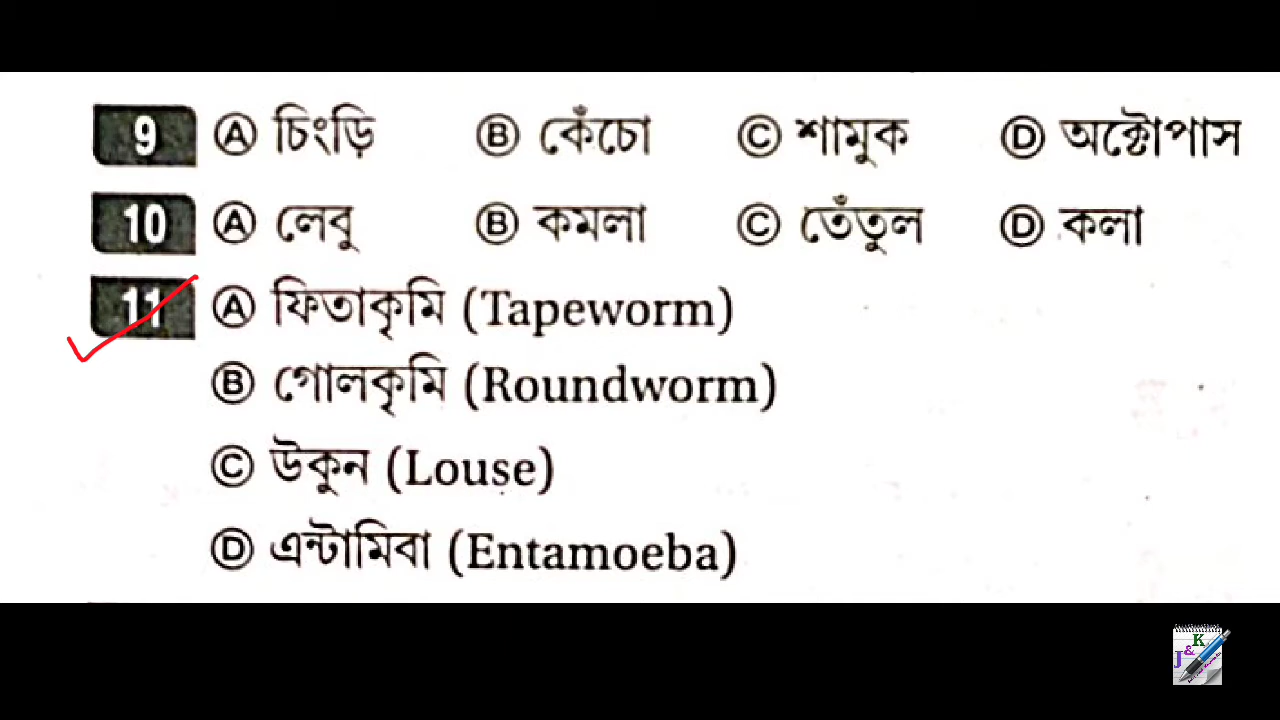 9 Ⓐ চিংড়ি Ⓑ কেঁচো Ⓒ শামুক Ⓓ অক্টোপাস
10 Ⓐ লেবু Ⓑ কমলা Ⓒ তেঁতুল Ⓓ কলা
11 Ⓐ ফিতাকৃমি (Tapeworm)
Ⓑ গোলকৃমি (Roundworm)
Ⓒ উকুন (Louse)
Ⓓ এন্টামিবা (Entamoeba)
J&K